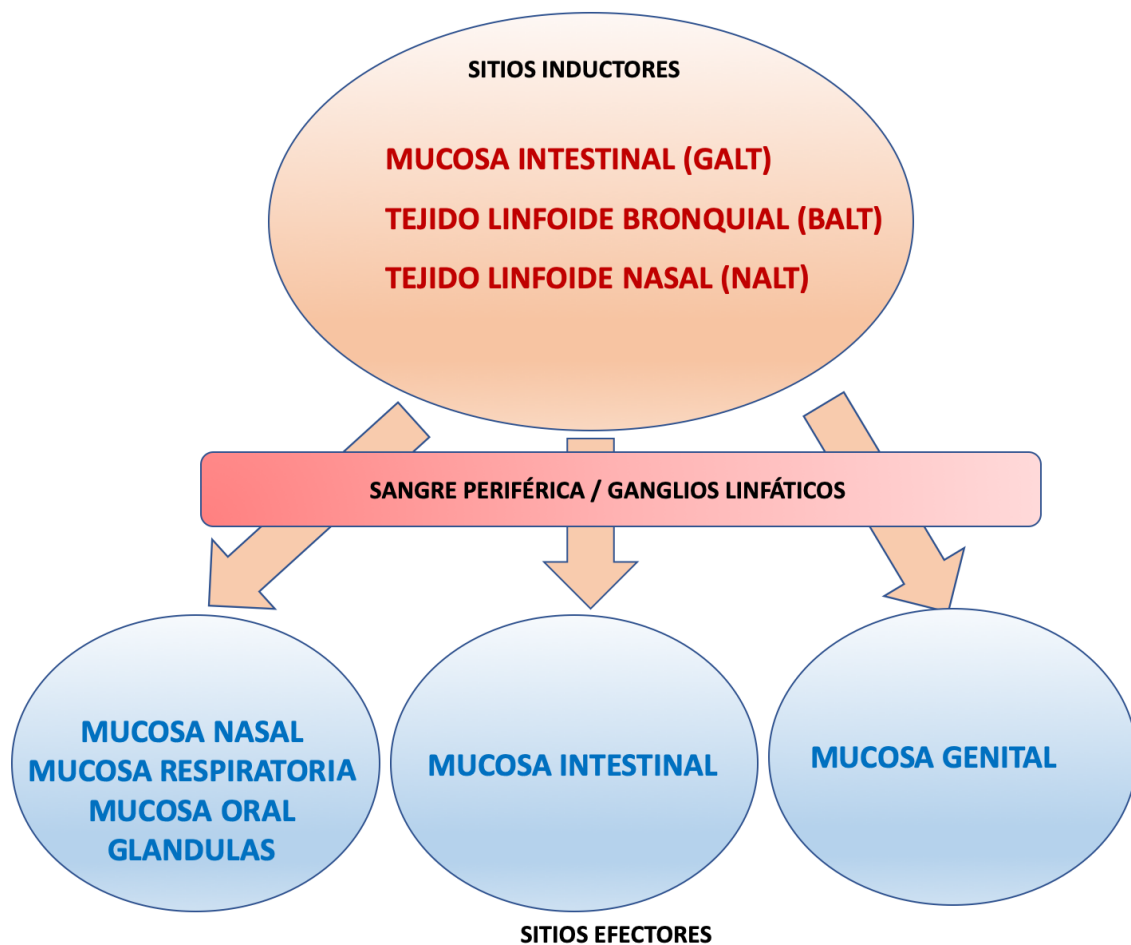 SITIOS INDUCTORES
MUCOSA INTESTINAL (GALT)
TEJIDO LINFOIDE BRONQUIAL (BALT)
TEJIDO LINFOIDE NASAL (NALT)
SANGRE PERIFÉRICA / GANGLIOS LINFÁTICOS
MUCOSA NASAL
MUCOSA RESPIRATORIA
MUCOSA ORAL
GLANDULAS
MUCOSA INTESTINAL
MUCOSA GENITAL
SITIOS EFECTORES